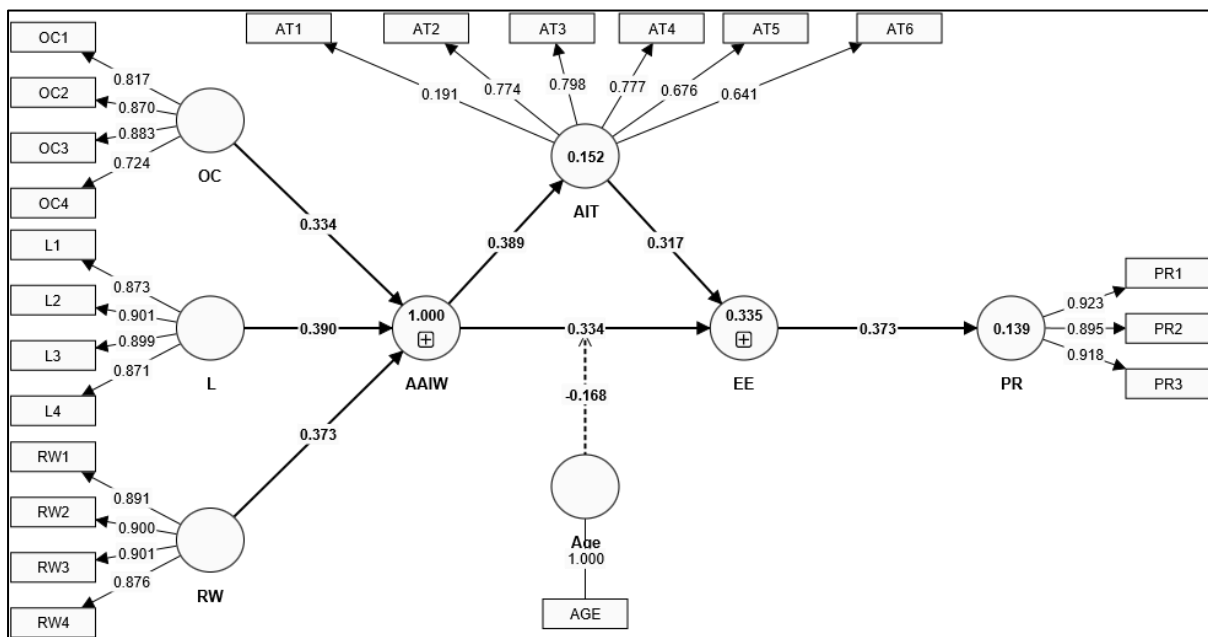 OC1
AT1
AT2
AT3
AT4
AT5
AT6
0.817
OC2
0.870
0.191
0.774
0.798
0.777
0.676
0.641
OC3
0.883
0.724
OC4
OC
0.152
AIT
0.334
0.389
0.317
L1
0.873
L2
0.901
L3
0.899
0.871
L4
L
0.390
1.000
AAIW
0.334
0.335
EE
0.373
0.139
PR
PR1
0.923
PR2
0.895
PR3
0.918
-0.168
0.373
RW1
0.891
RW2
0.900
RW3
0.901
0.876
RW4
RW
Age
1.000
AGE